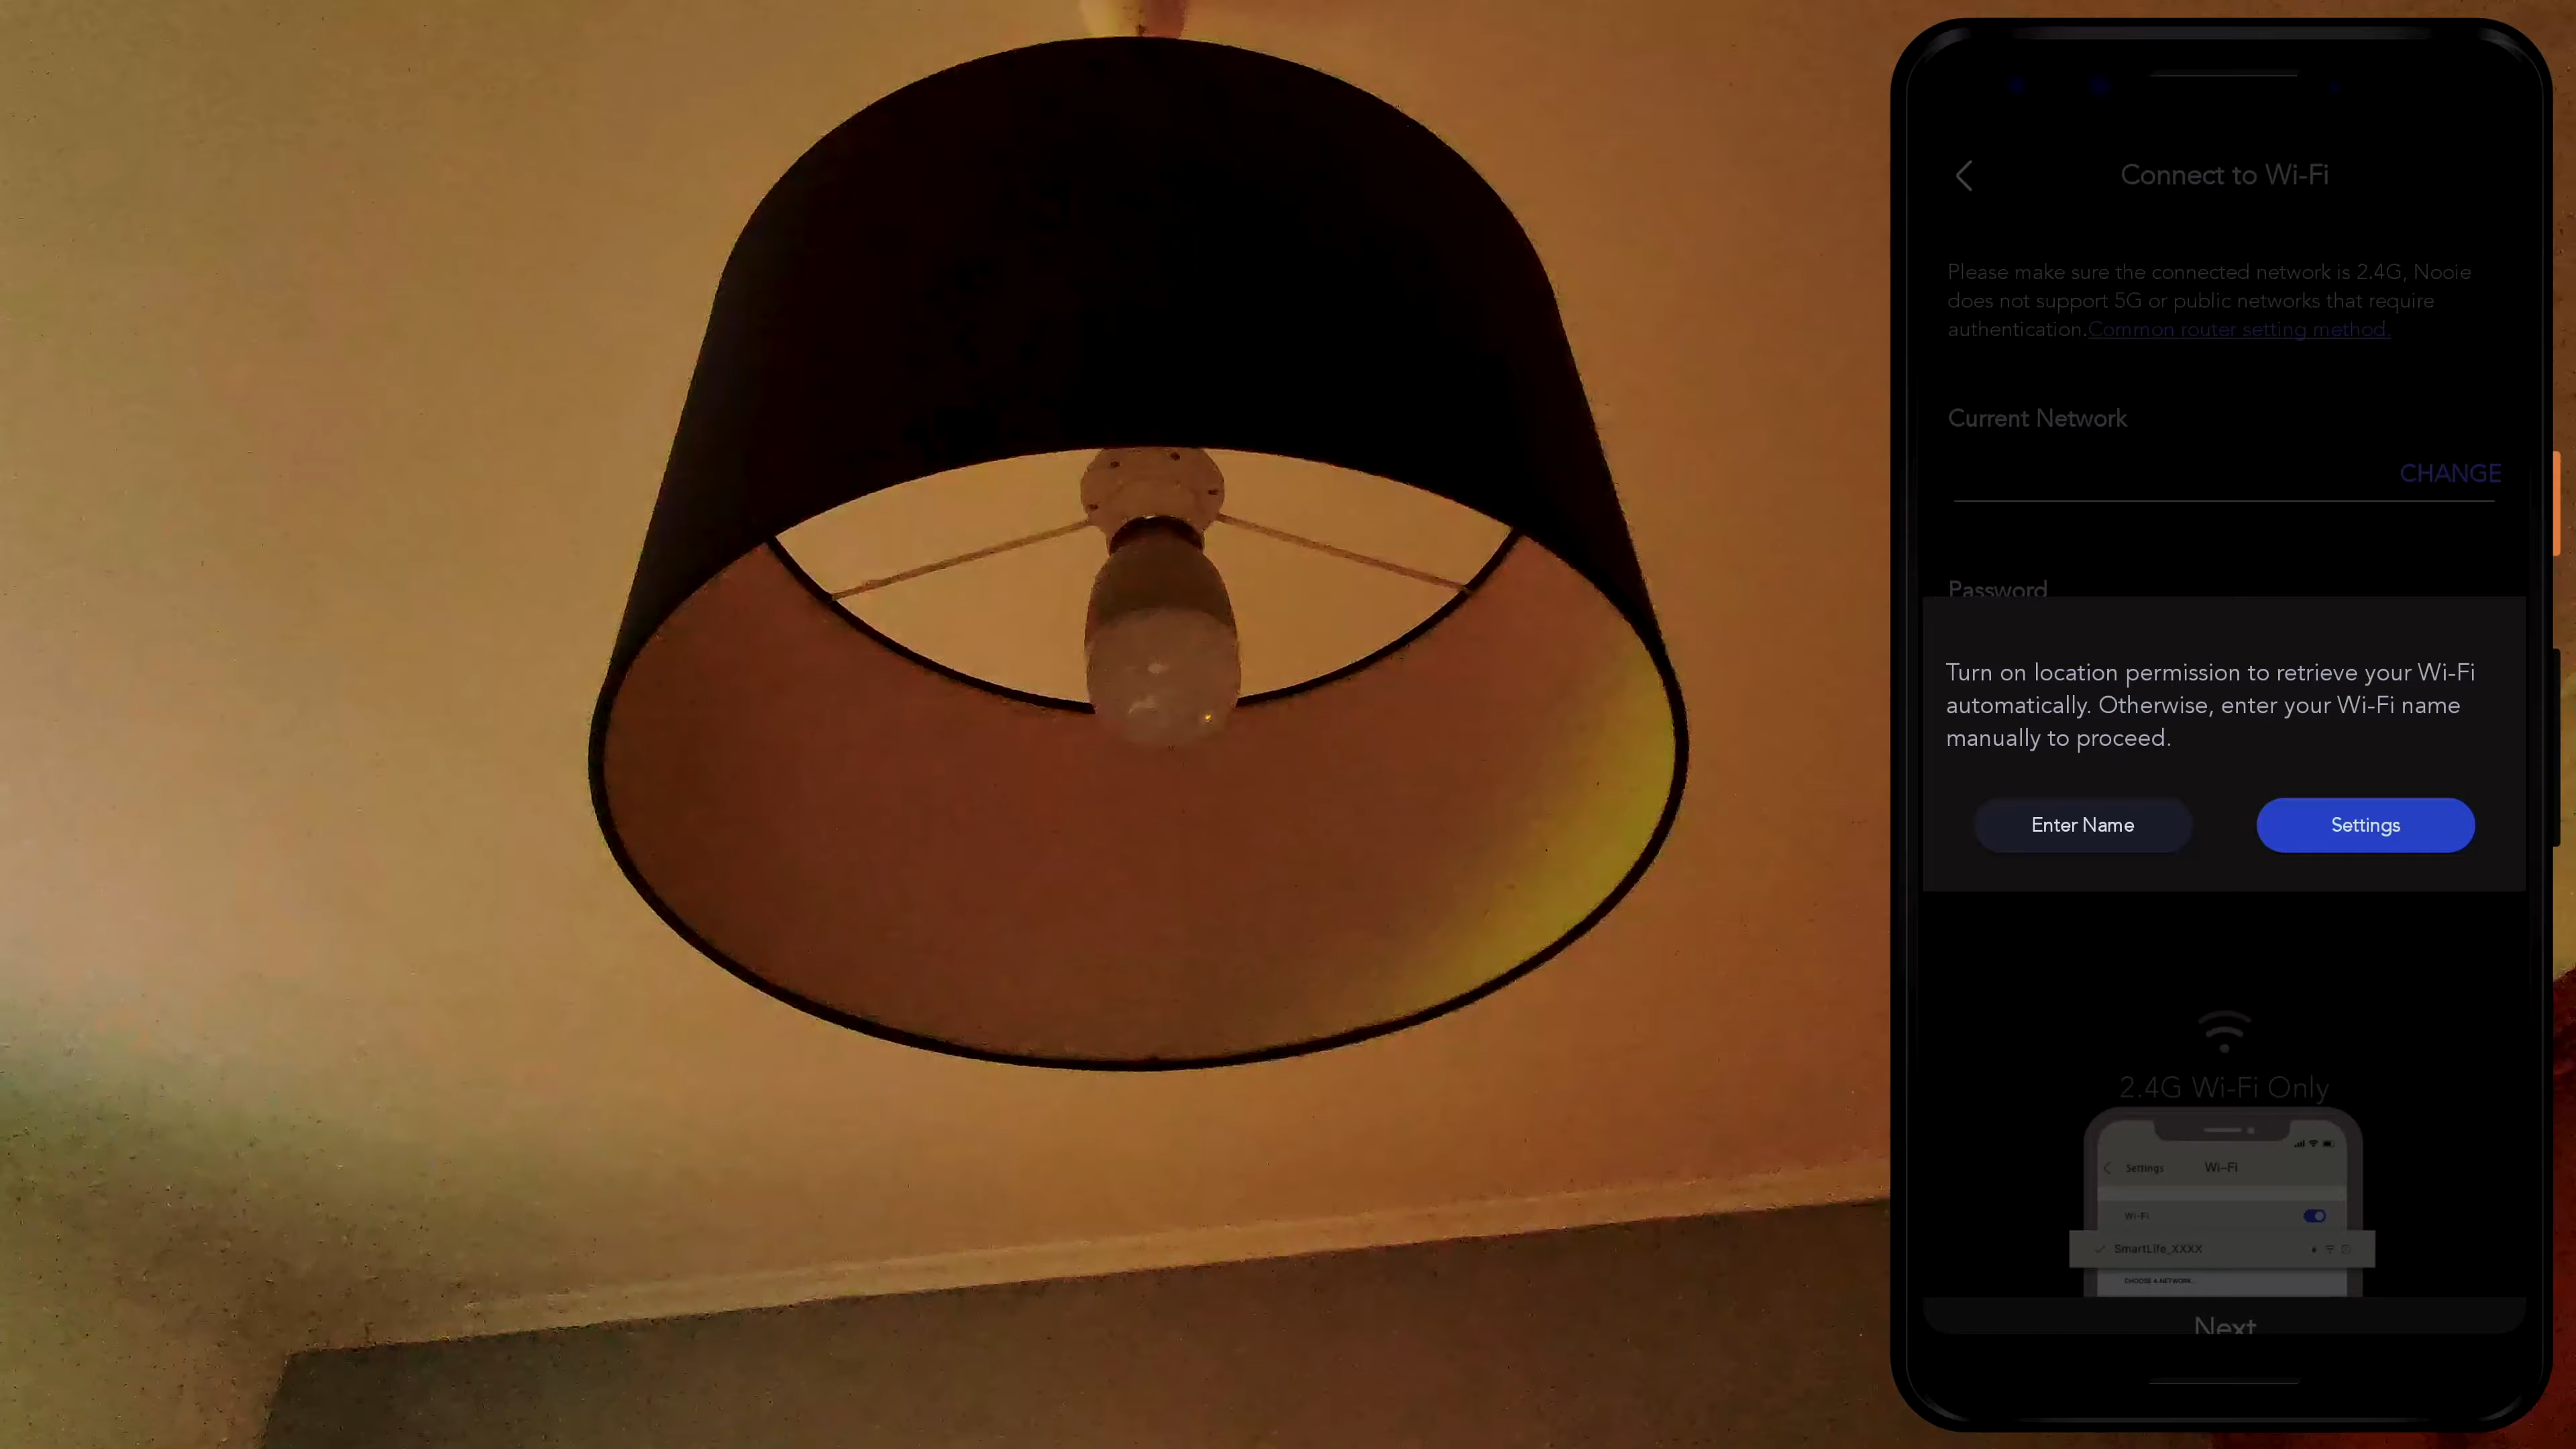 Connect to Wi-Fi
Please make sure the connected network is 2.4G, Nooie
does not support 5G or public networks that require
authentication.Common router setting method.
Current Network
CHANGE
Password
Turn on location permission to retrieve your Wi-Fi
automatically. Otherwise, enter your Wi-Fi name
manually to proceed.
Enter Name
Settings
2.4G Wi-Fi Only
Settings
Wi-Fi
Wi-Fi
SmartLife_XXXX
CHOOSE A NETWORK...
Next